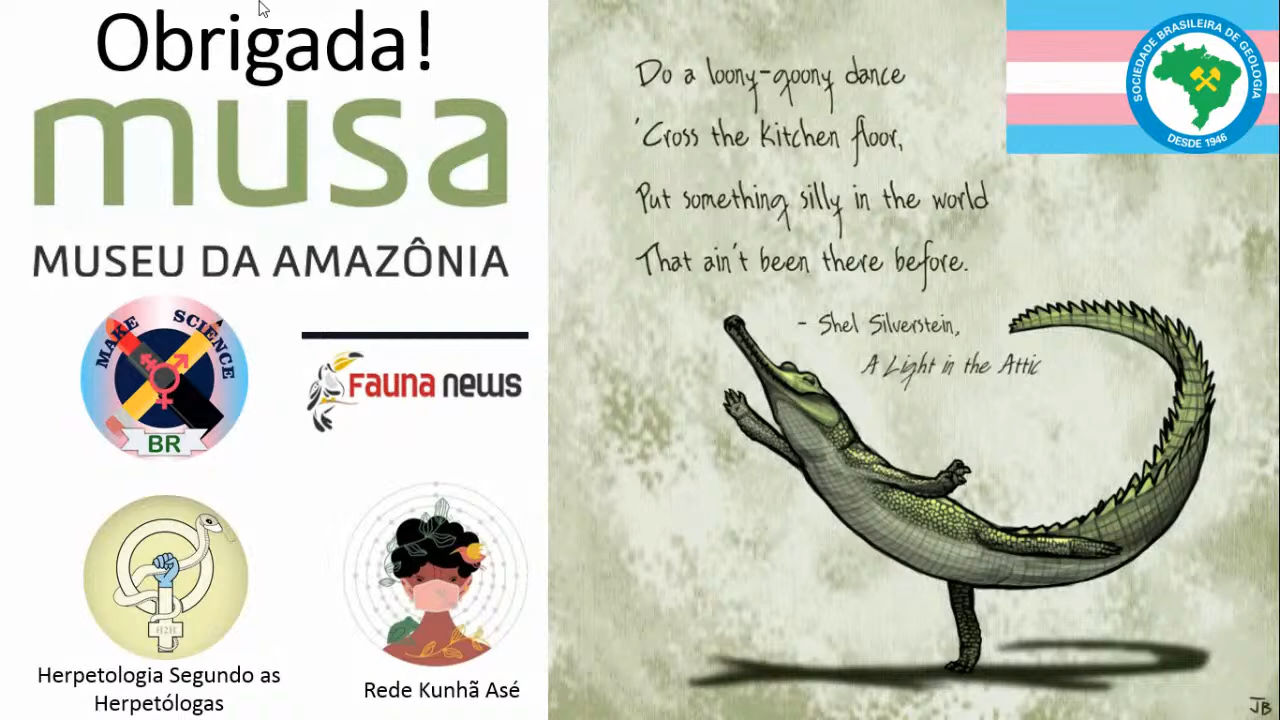 Obrigada!
musa
MUSEU DA AMAZÔNIA
MAKE SCIENCE
BR
FAUNA news
H2H
Herpetologia Segundo as
Herpetólogas
Rede Kunhã Asé
Do a loony-goony dance
'Cross the kitchen floor,
Put something silly in the world
That ain't been there before.
- Shel Silverstein,
A Light in the Attic
SOCIEDADE BRASILEIRA DE GEOLOGIA
DESDE 1946
JB